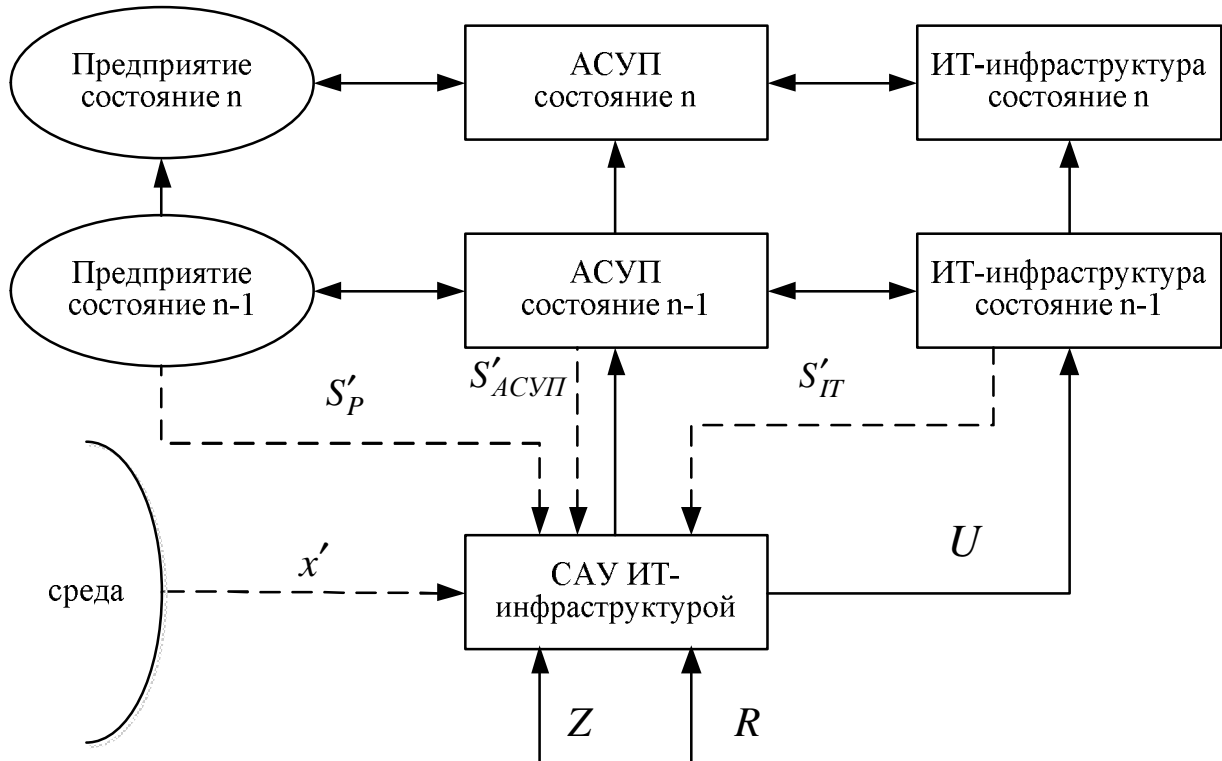 Предприятие
состояние n
АСУП
состояние n
ИТ-инфраструктура
состояние n
Предприятие
состояние n-1
АСУП
состояние n-1
ИТ-инфраструктура
состояние n-1
S′P
S′АСУП
S′IT
среда
x′
САУ ИТ-
инфраструктурой
U
Z
R